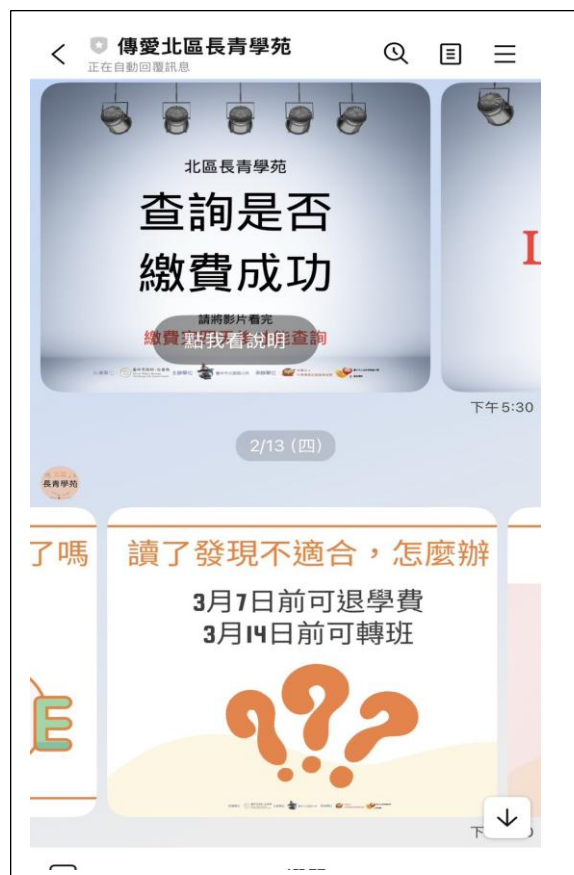 傳愛北區長青學苑
正在自動回覆訊息
北區長青學苑
查詢是否
繳費成功
請將影片看完
點我看說明
下午5:30
2/13 (四)
長青學苑
了嗎
讀了發現不適合，怎麼辦
3月7日前可退學費
3月14日前可轉班